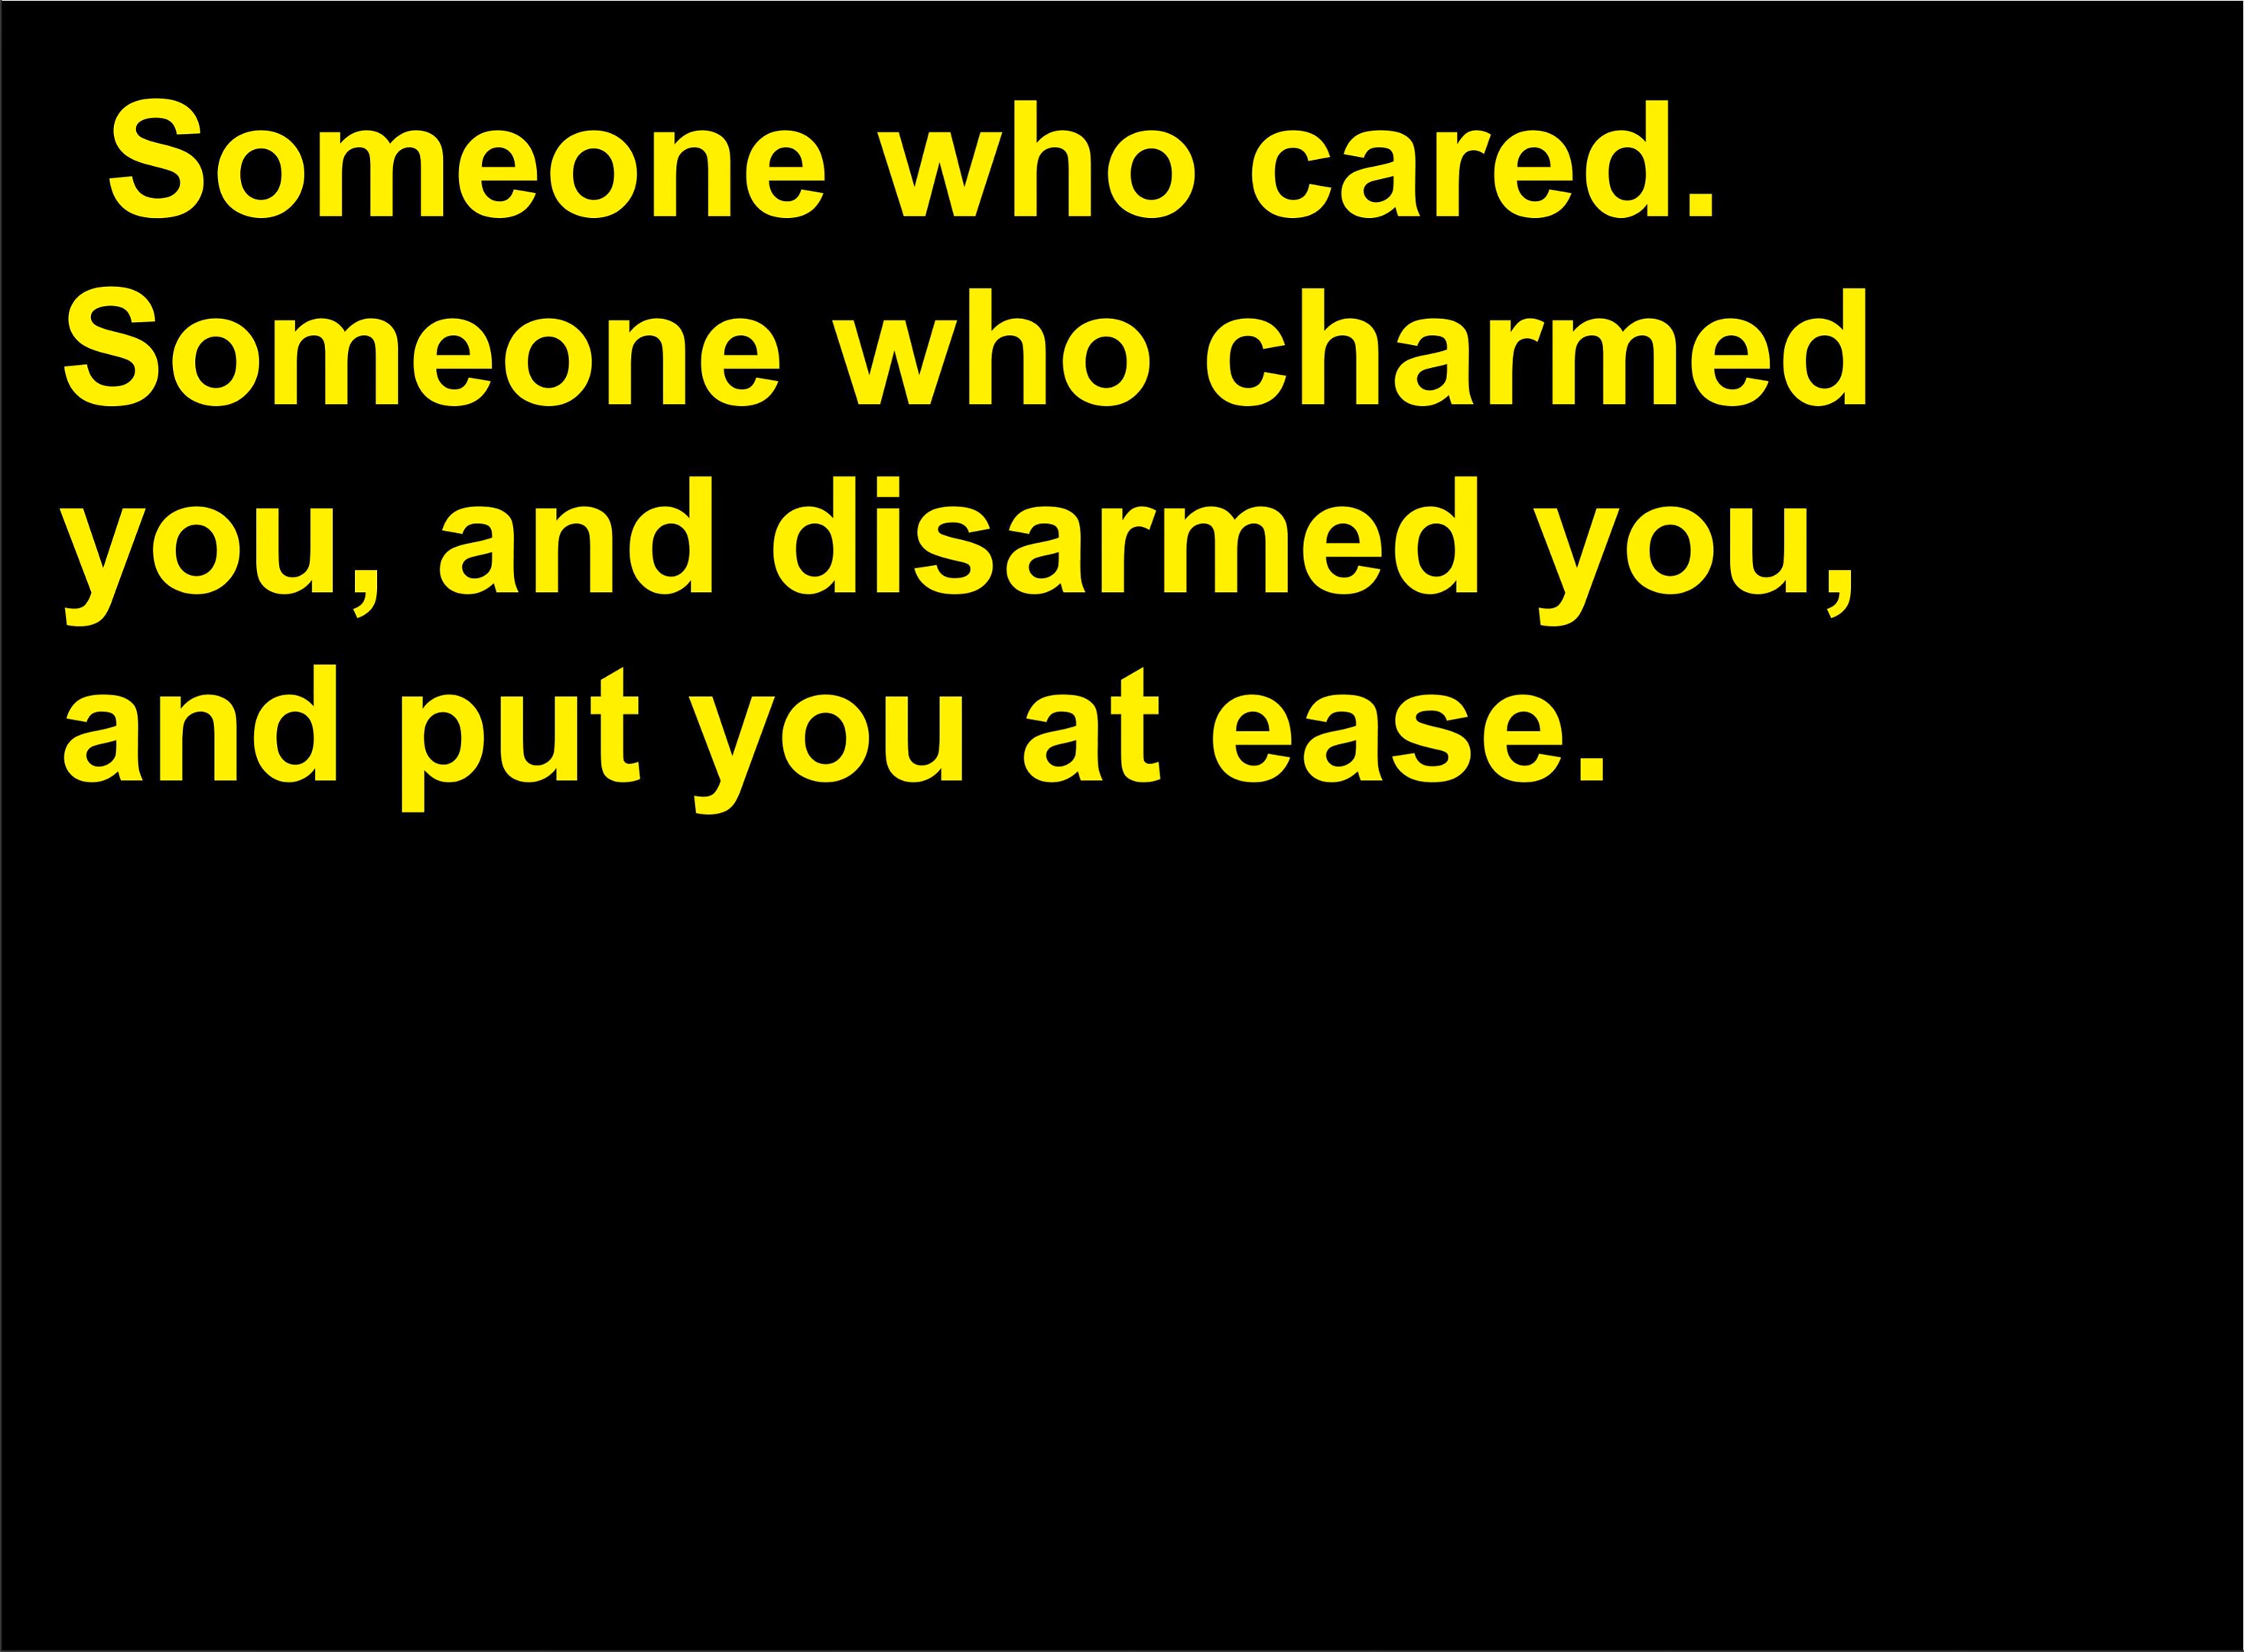 Someone who cared.
Someone who charmed
you, and disarmed you,
and put you at ease.